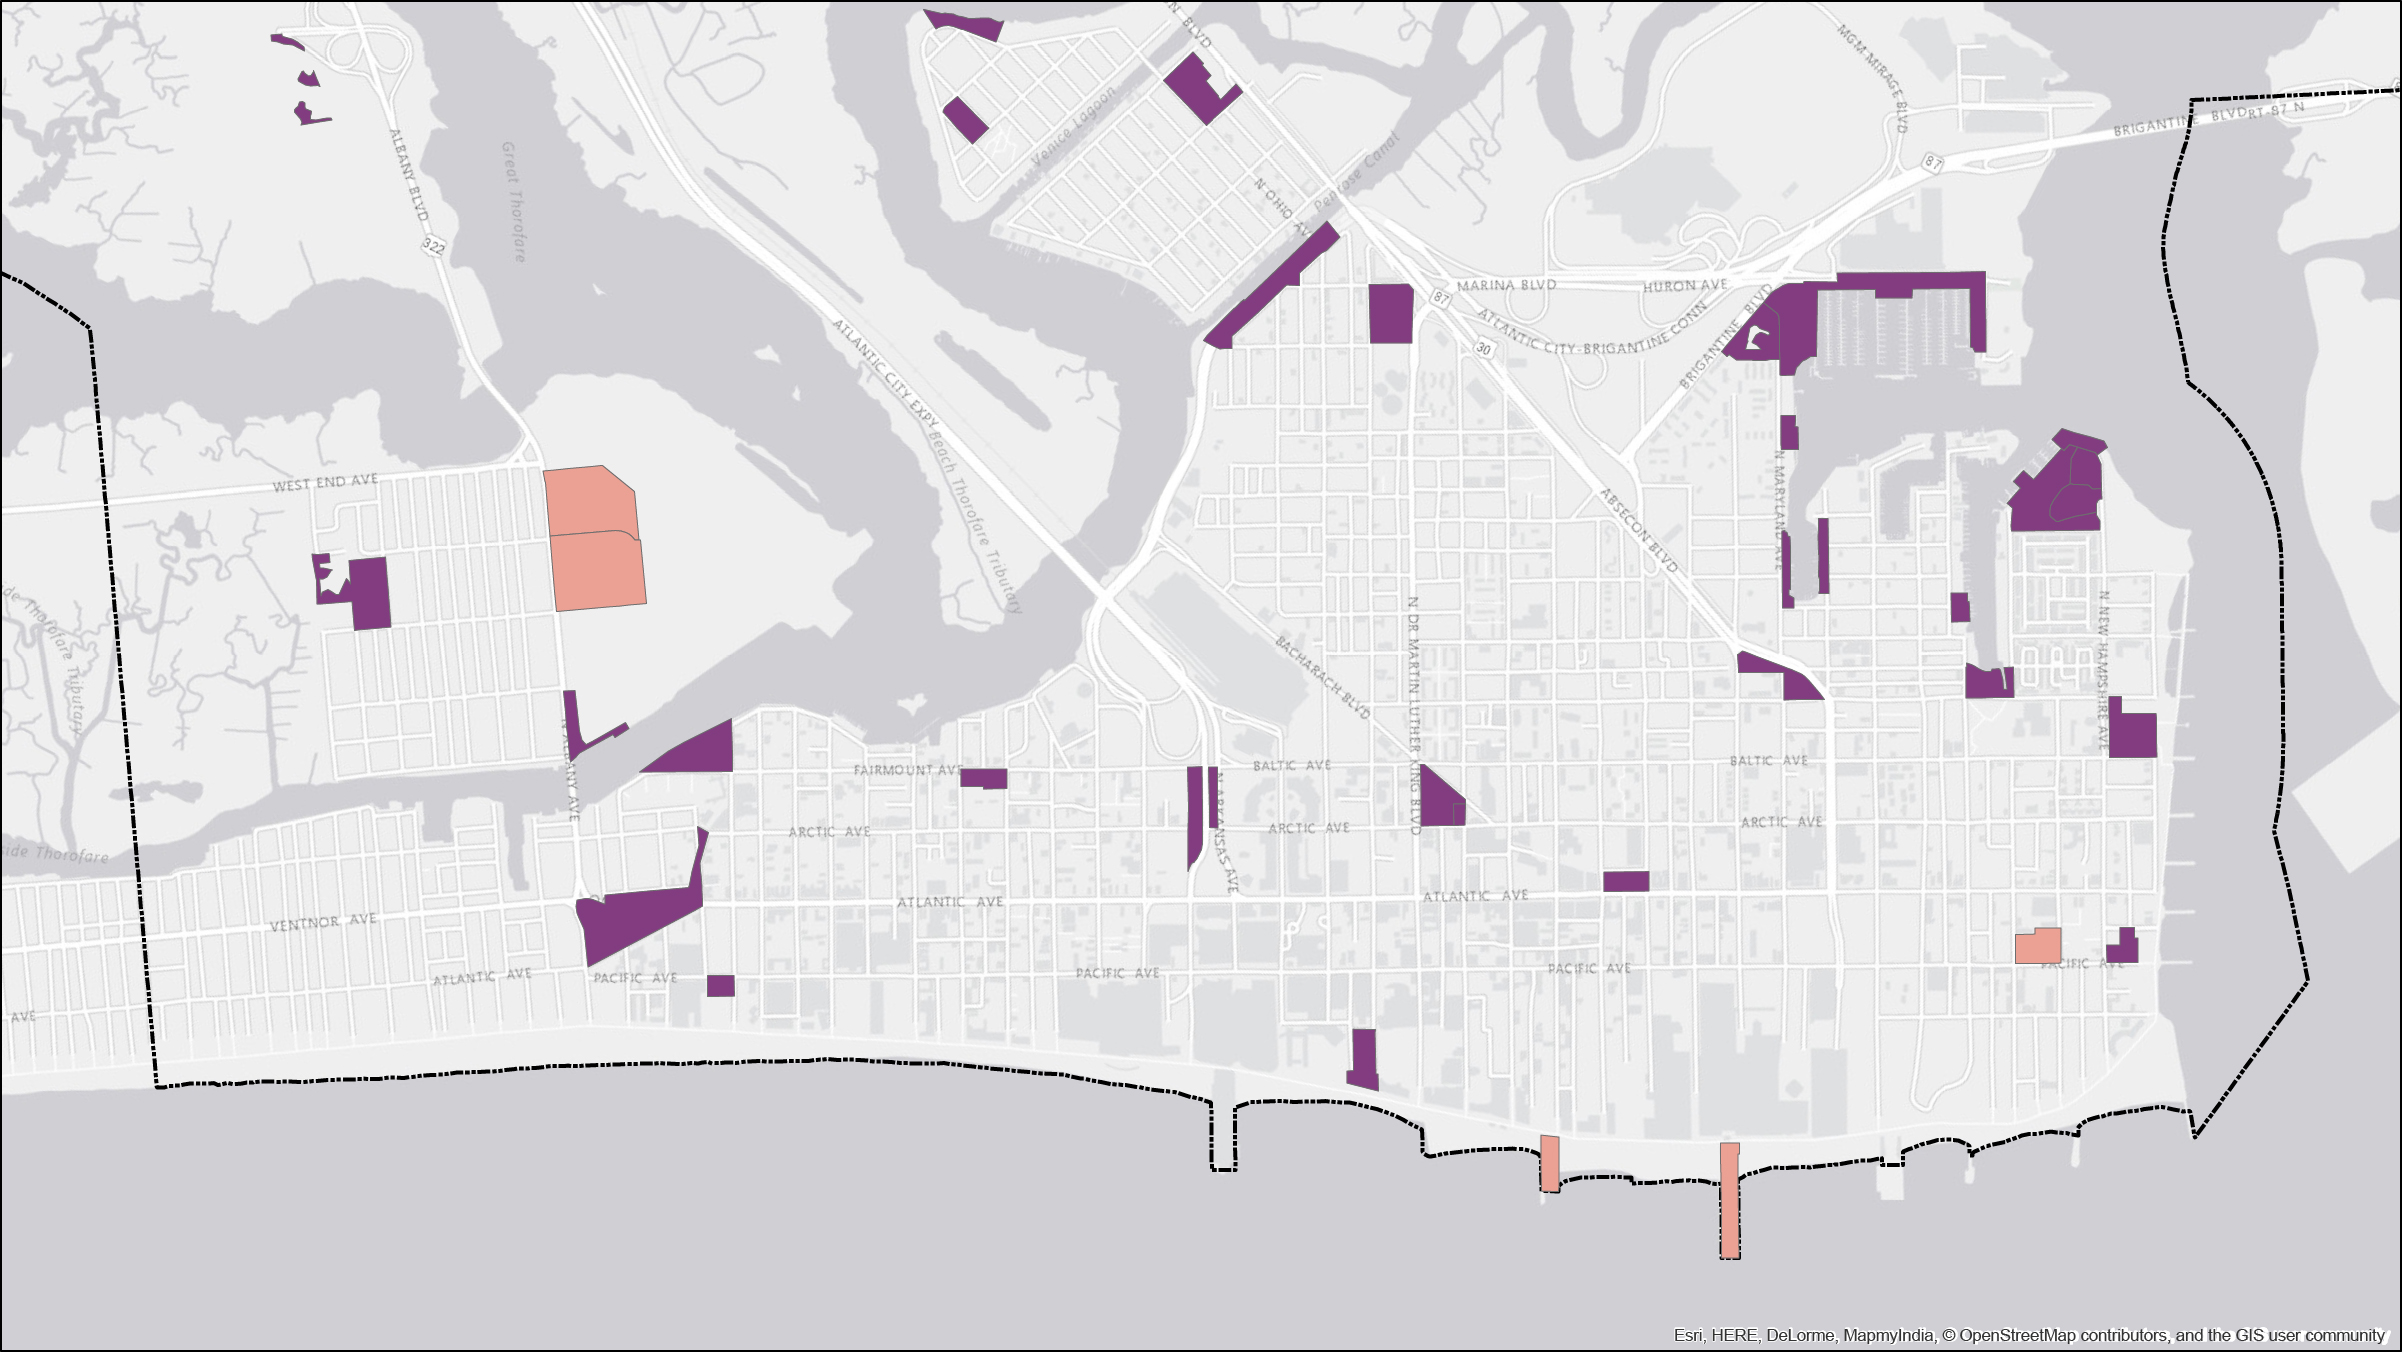 N. BLVD
MGM MIRAGE BLVD
BRIGANTINE BLVD
RT-87 N
87
Venice Lagoon
Penrose Canal
N OHIO AVE
Great Thorofare
ALBANY BLVD
322
MARINA BLVD
HURON AVE
87
ATLANTIC CITY-BRIGANTINE CONN
30
BRIGANTINE BLVD
ATLANTIC CITY EXPY
Beach Thorofare Tributary
WEST END AVE
N MARYLAND AVE
ABSECON BLVD
side Thorofare Tributary
N NEW HAMPSHIRE AVE
BACHARACH BLVD
N DR MARTIN LUTHER KING BLVD
N ALBANY AVE
FAIRMOUNT AVE
BALTIC AVE
BALTIC AVE
N ARKANSAS AVE
ARCTIC AVE
ARCTIC AVE
ARCTIC AVE
side Thorofare
VENTNOR AVE
ATLANTIC AVE
ATLANTIC AVE
ATLANTIC AVE
PACIFIC AVE
PACIFIC AVE
PACIFIC AVE
PACIFIC AVE
AVE
Esri, HERE, DeLorme, MapmyIndia, © OpenStreetMap contributors, and the GIS user community